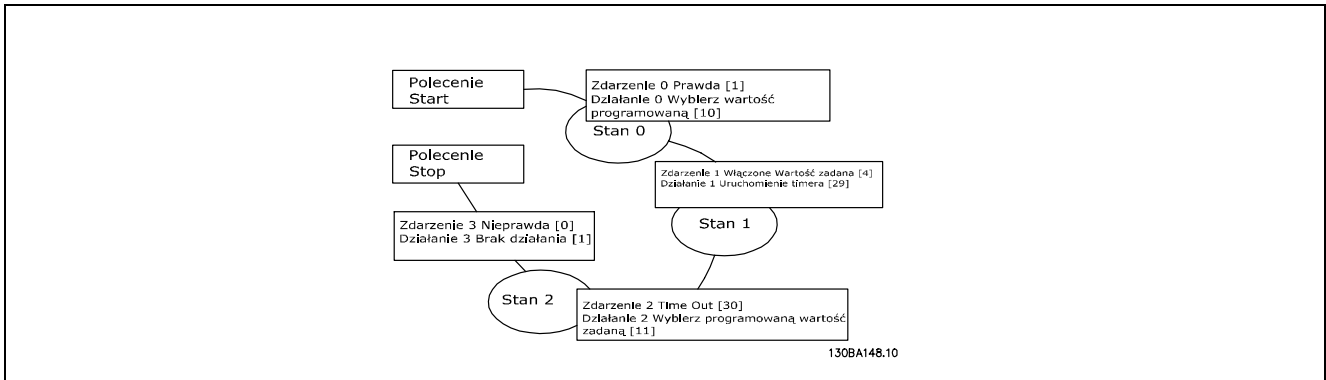 Polecenie
Start
Zdarzenie 0 Prawda [1]
Działanie 0 Wybierz wartość
programowaną [10]
Stan 0
Polecenie
Stop
Zdarzenie 1 Włączone Wartość zadana [4]
Działanie 1 Uruchomienie timera [29]
Stan 1
Zdarzenie 3 Nieprawda [0]
Działanie 3 Brak działania [1]
Stan 2
Zdarzenie 2 Time Out [30]
Działanie 2 Wybierz programowaną wartość
zadaną [11]
130BA148.10